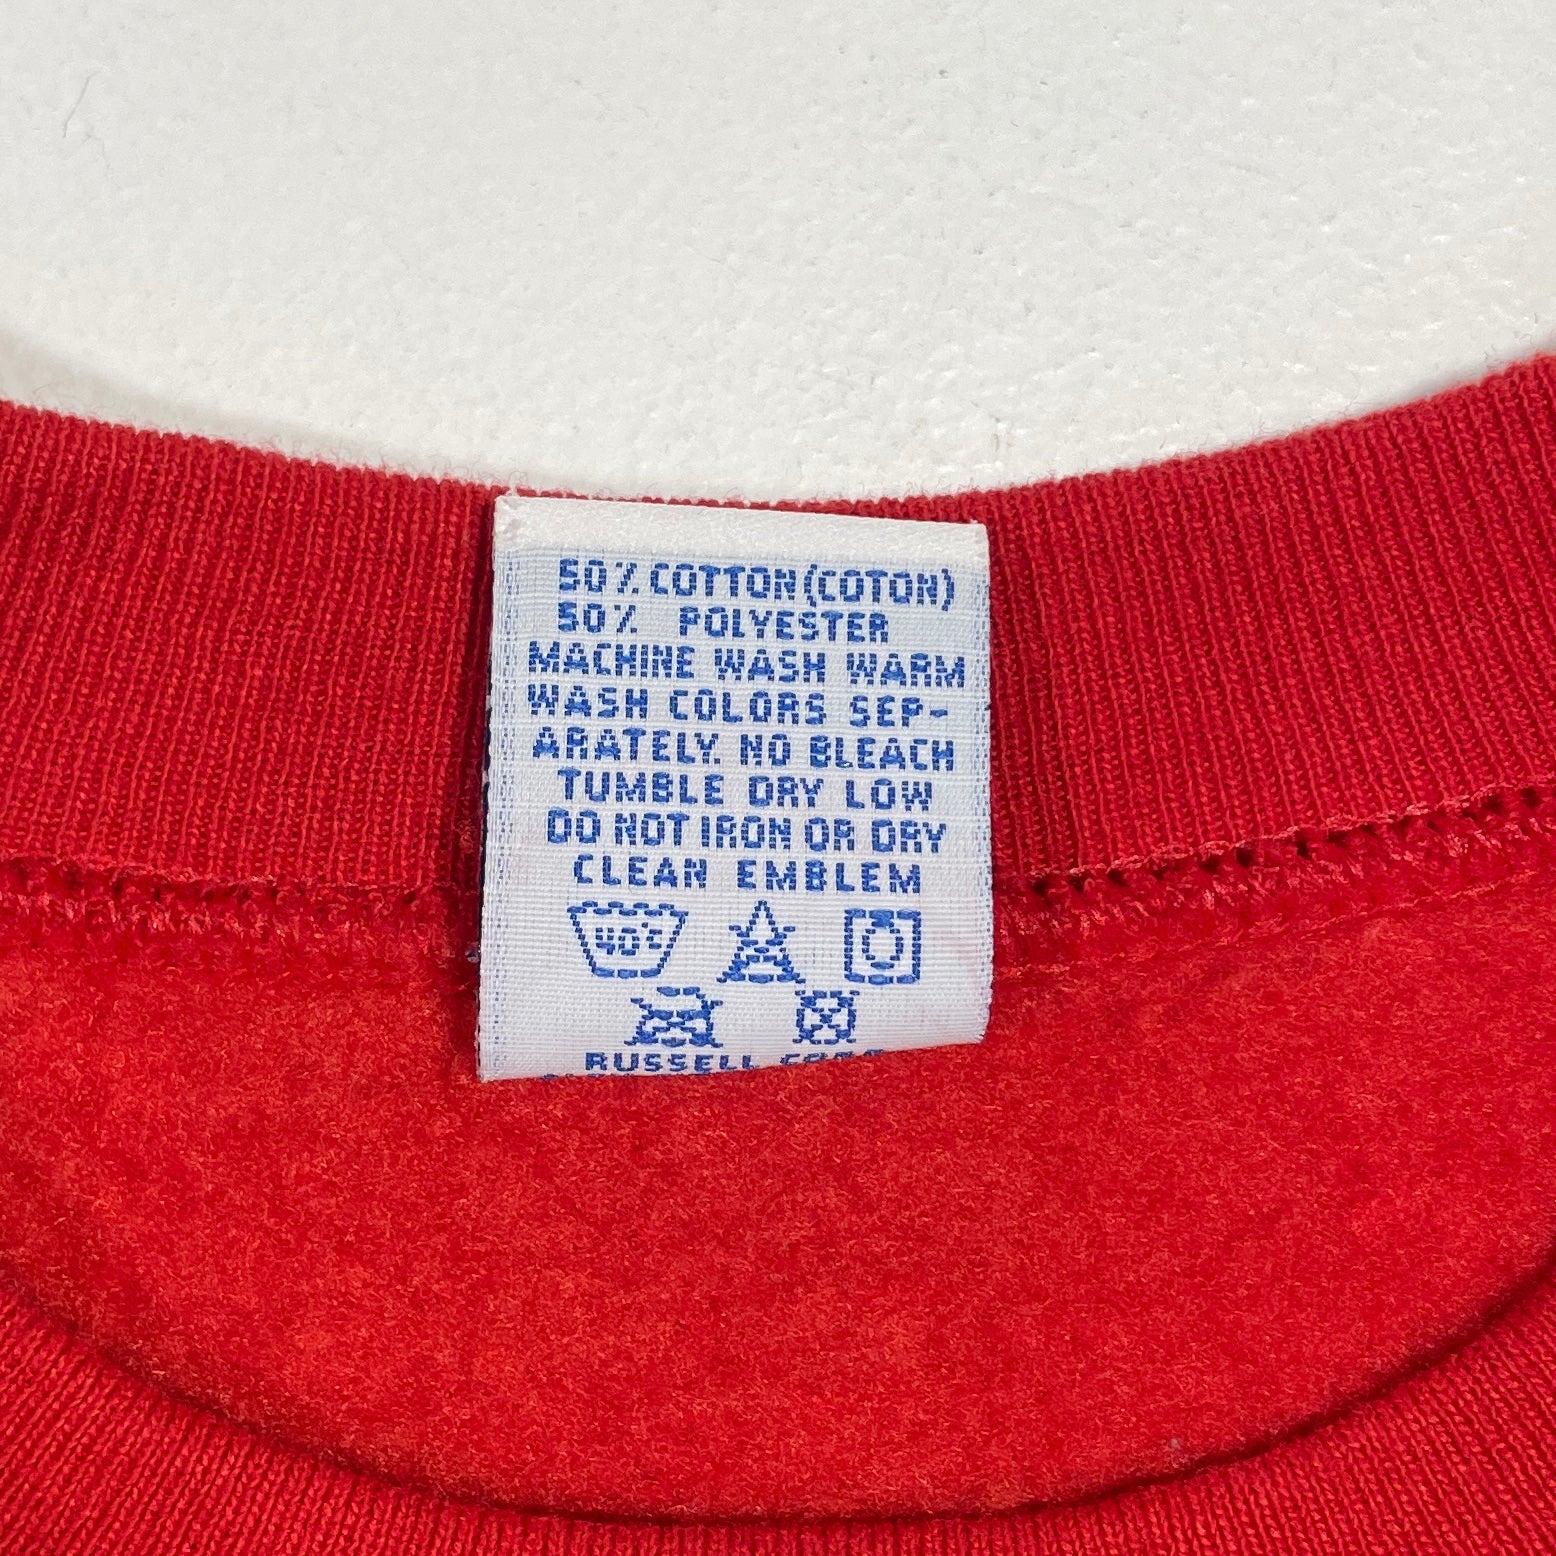 50% COTTON (COTON)
50% POLYESTER
MACHINE WASH WARM
WASH COLORS SEP-
ARATELY. NO BLEACH
TUMBLE DRY LOW
DO NOT IRON OR DRY
CLEAN EMBLEM
40°C
RUSSELL CORP